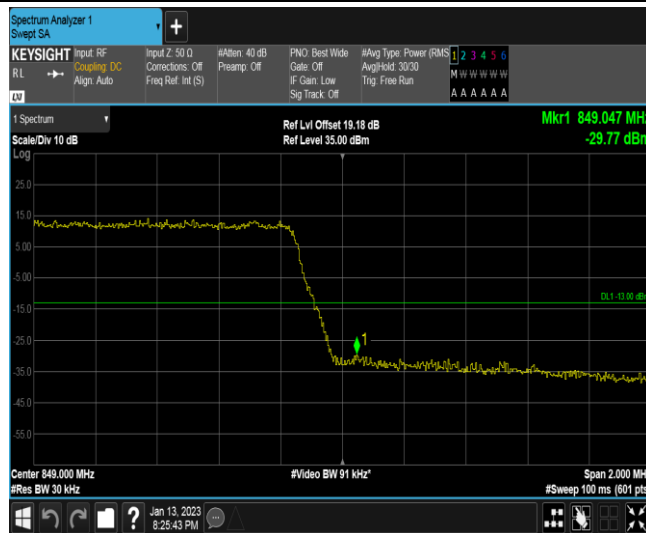 Spectrum Analyzer 1
Swept SA
KEYSIGHT
RL
Input: RF
Coupling: DC
Align: Auto
Input Z: 50 Ω
Corrections: Off
Freq Ref: Int (S)
#Atten: 40 dB
Preamp: Off
PNO: Best Wide
Gate: Off
IF Gain: Low
Sig Track: Off
#Avg Type: Power (RMS
Avg|Hold: 30/30
Trig: Free Run
1 2 3 4 5 6
M W W W W W
A A A A A A
LXI
1 Spectrum
Scale/Div 10 dB
Log
Ref Lvl Offset 19.18 dB
Ref Level 35.00 dBm
Mkr1 849.047 MHz
-29.77 dBm
25.0
15.0
5.00
-5.00
DL1 -13.00 dBm
-15.0
1
-25.0
-35.0
-45.0
-55.0
Center 849.000 MHz
#Video BW 91 kHz*
Span 2.000 MHz
#Res BW 30 kHz
#Sweep 100 ms (601 pts
?
Jan 13, 2023
8:25:43 PM